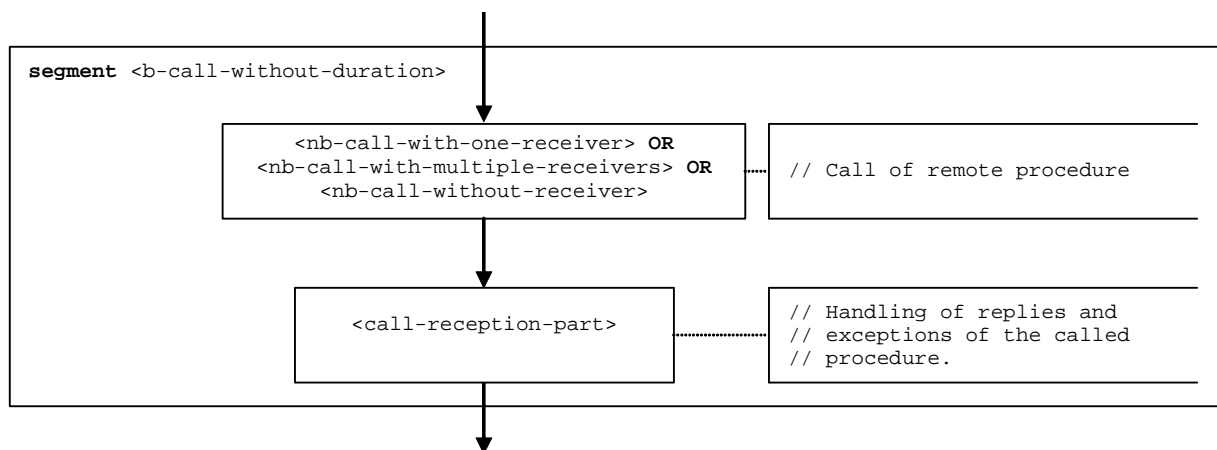 segment <b-call-without-duration>
<nb-call-with-one-receiver> OR
<nb-call-with-multiple-receivers> OR
<nb-call-without-receiver>
// Call of remote procedure
<call-reception-part>
// Handling of replies and
// exceptions of the called
// procedure.